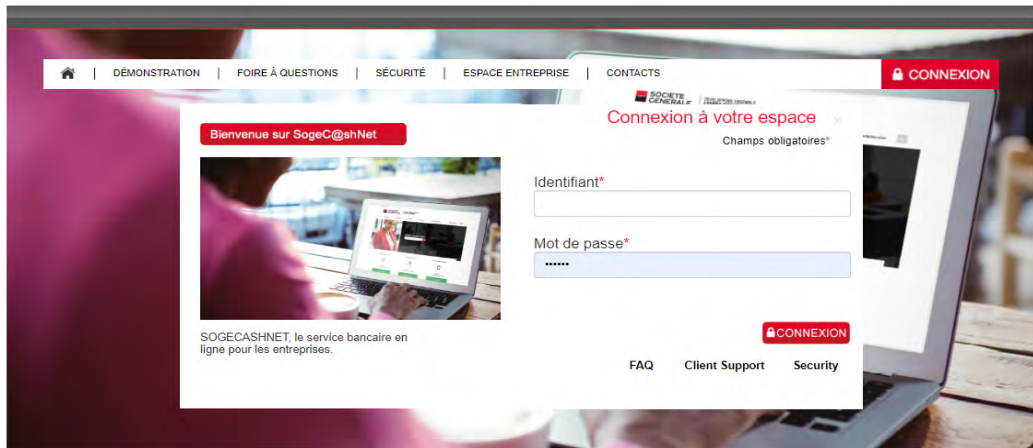 DÉMONSTRATION | FOIRE À QUESTIONS | SÉCURITÉ | ESPACE ENTREPRISE | CONTACTS
CONNEXION
SOCIETE GENERALE
Bienvenue sur SogeC@shNet
Connexion à votre espace ×
Champs obligatoires*
Identifiant*
Mot de passe*
••••••
SOGECASHNET, le service bancaire en
ligne pour les entreprises.
CONNEXION
FAQ Client Support Security